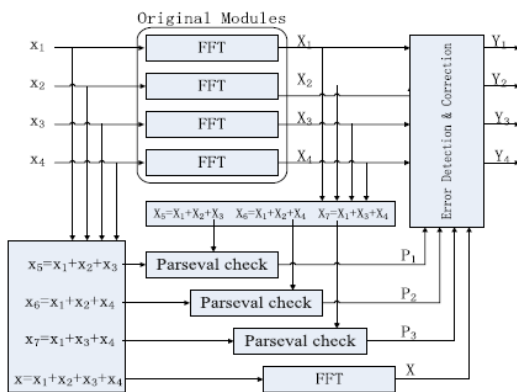 Original Modules
x₁ FFT X₁ Y₁
x₂ FFT X₂ Y₂
x₃ FFT X₃ Y₃
x₄ FFT X₄ Y₄
Error Detection & Correction
X₅=X₁+X₂+X₃ X₆=X₁+X₂+X₄ X₇=X₁+X₃+X₄
x₅=x₁+x₂+x₃ Parseval check P₁
x₆=x₁+x₂+x₄ Parseval check P₂
x₇=x₁+x₃+x₄ Parseval check P₃
x=x₁+x₂+x₃+x₄ FFT X